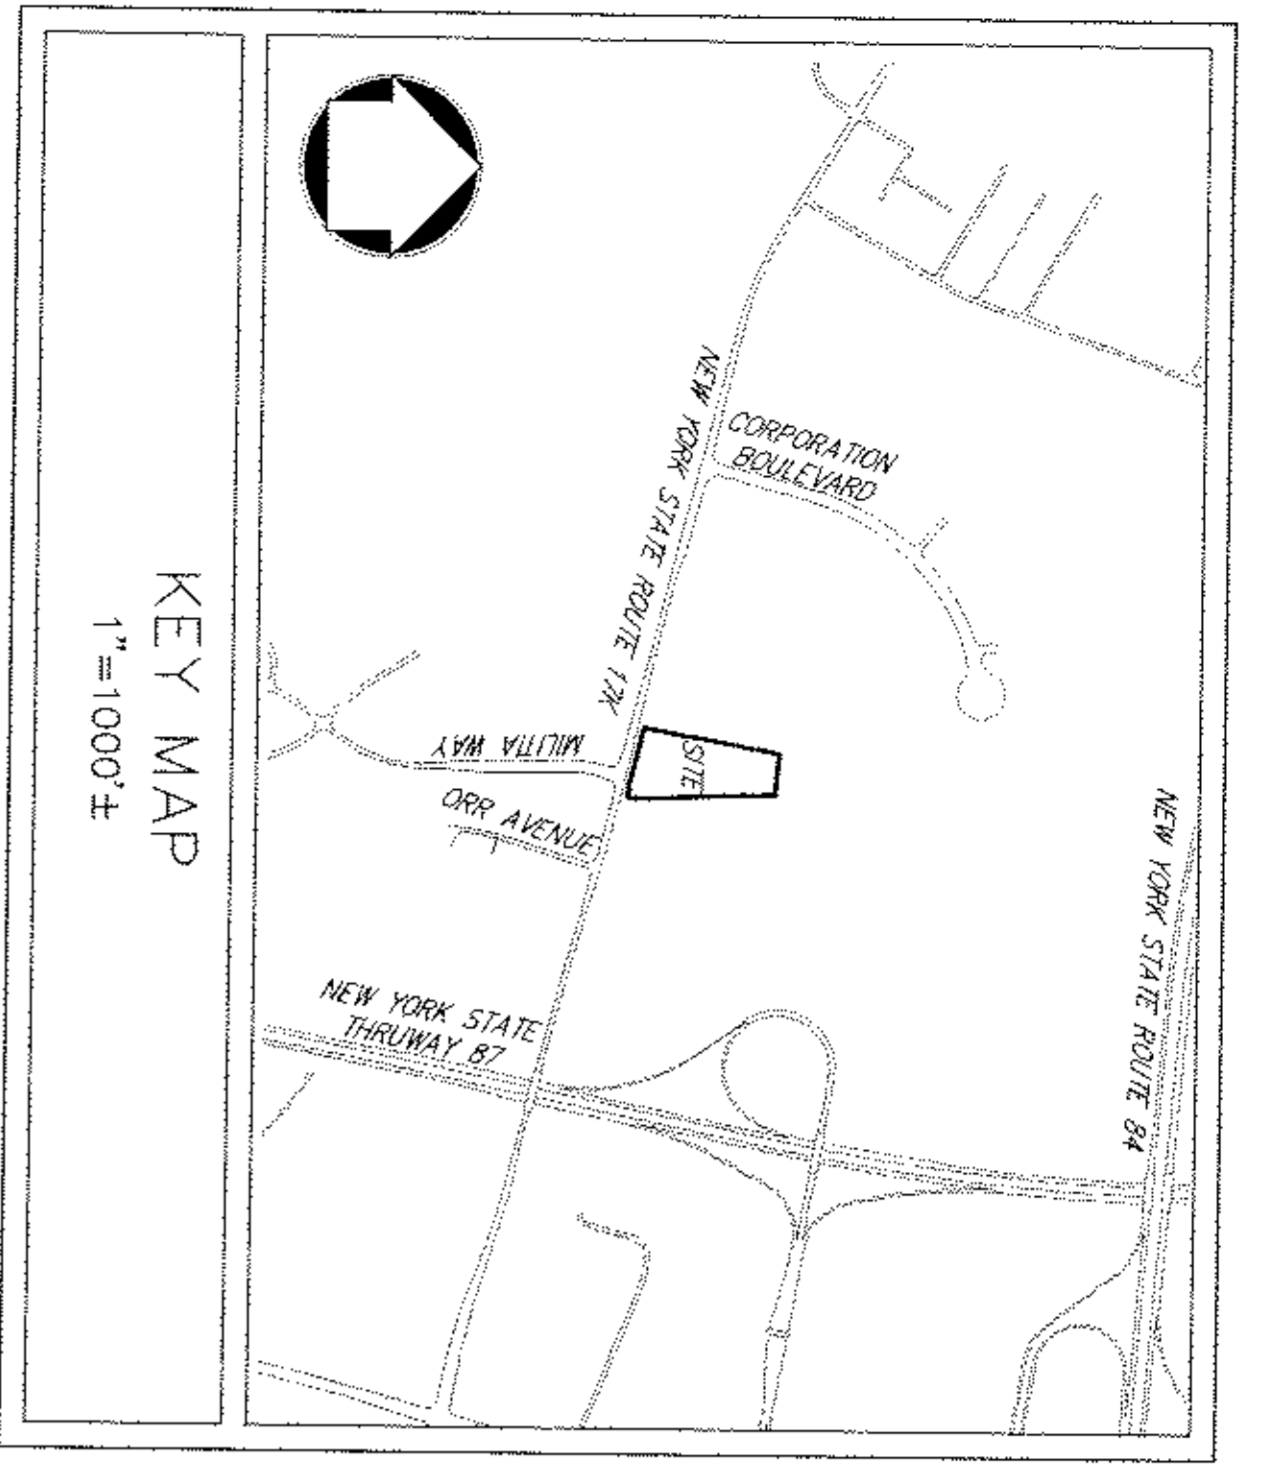 NEW YORK STATE ROUTE 84
CORPORATION
BOULEVARD
NEW YORK STATE ROUTE 17K
SITE
MILITIA WAY
ORR AVENUE
NEW YORK STATE
THRUWAY 87
KEY MAP
1"=1000'±